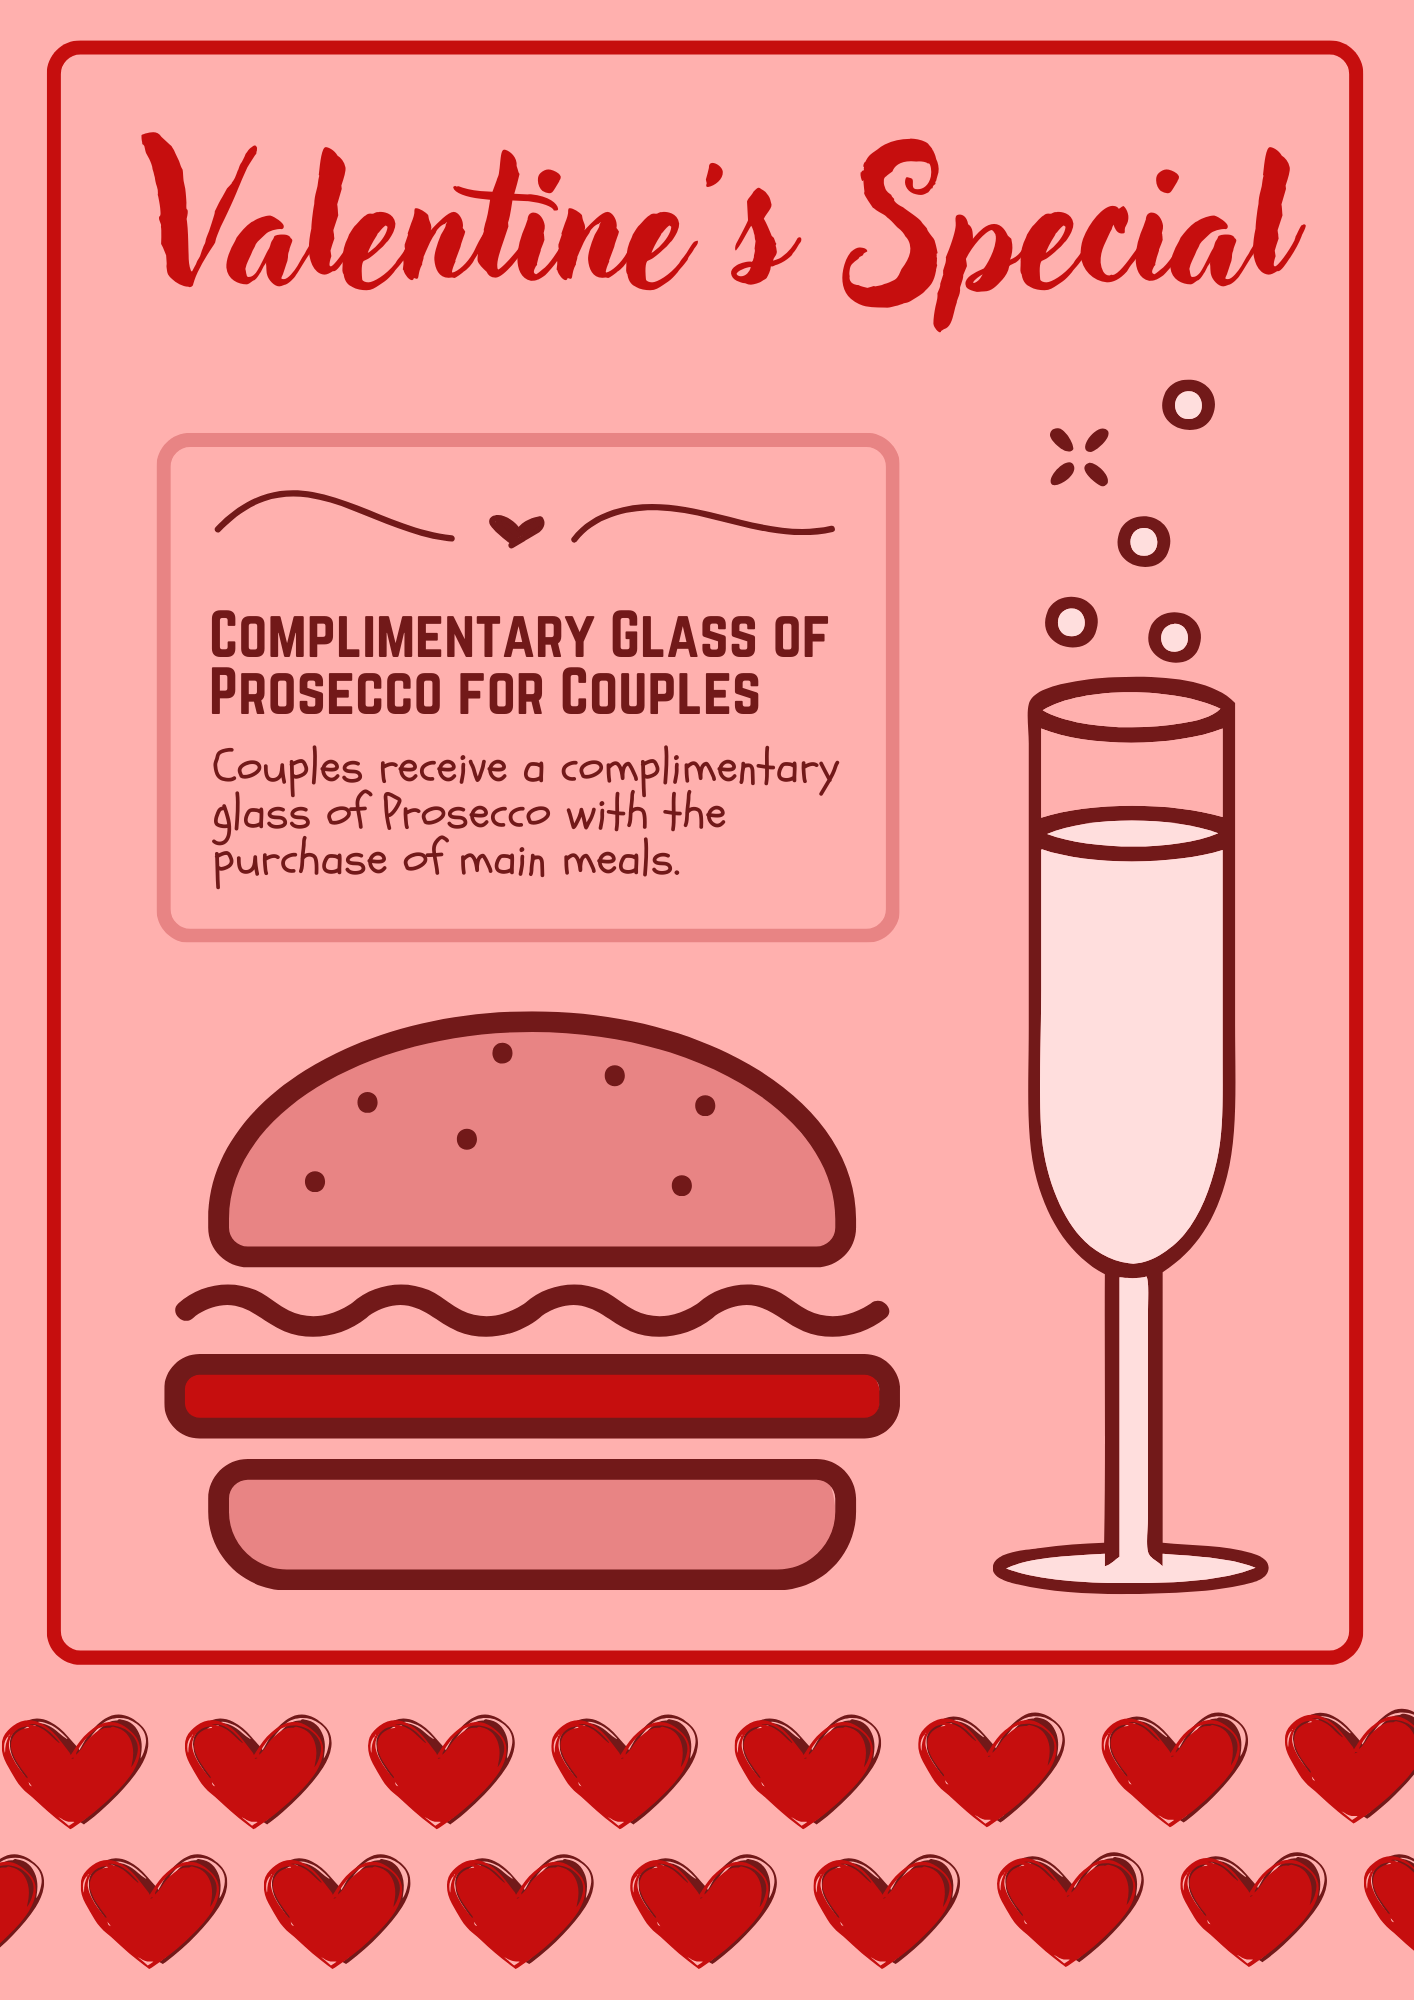 Valentine's Special
Complimentary Glass of
Prosecco for Couples
Couples receive a complimentary
glass of Prosecco with the
purchase of main meals.